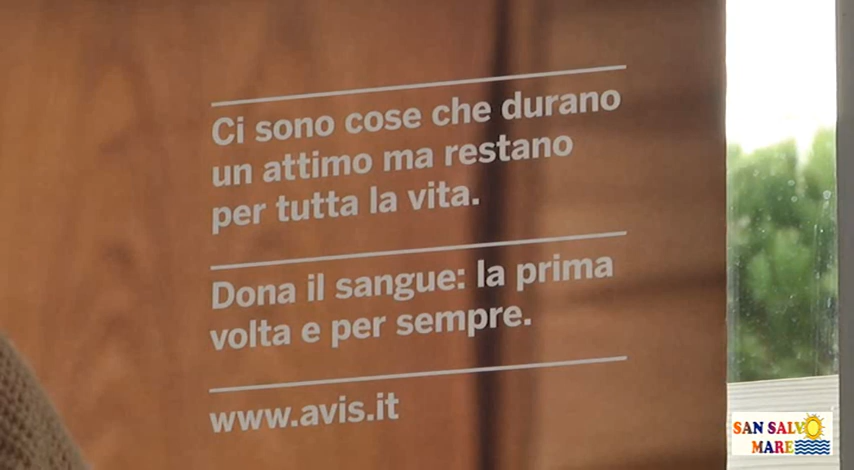 Ci sono cose che durano
un attimo ma restano
per tutta la vita.
Dona il sangue: la prima
volta e per sempre.
www.avis.it
SAN SALVO
MARE